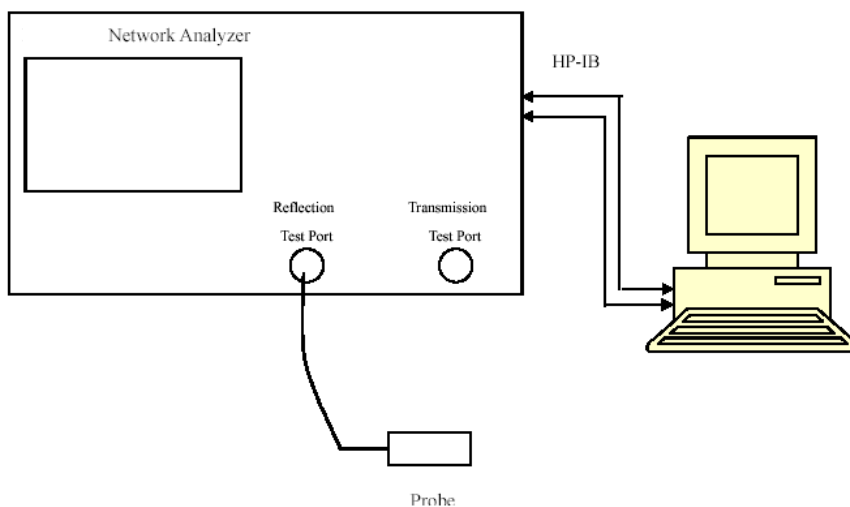 Network Analyzer
HP-IB
Reflection
Test Port
Transmission
Test Port
Probe